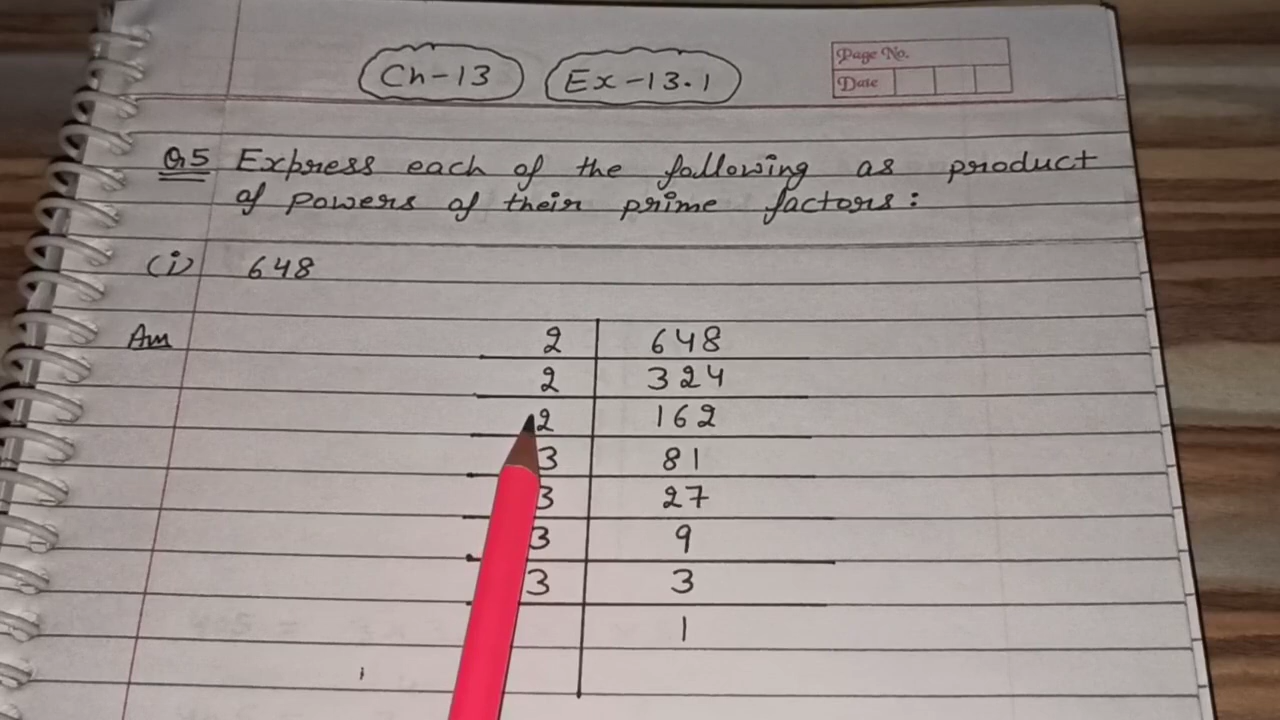 Ch-13 Ex-13.1
Page No.
Date
Q5 Express each of the following as product
of powers of their prime factors:
(i) 648
Ans
2 648
2 324
2 162
3 81
3 27
3 9
3 3
1